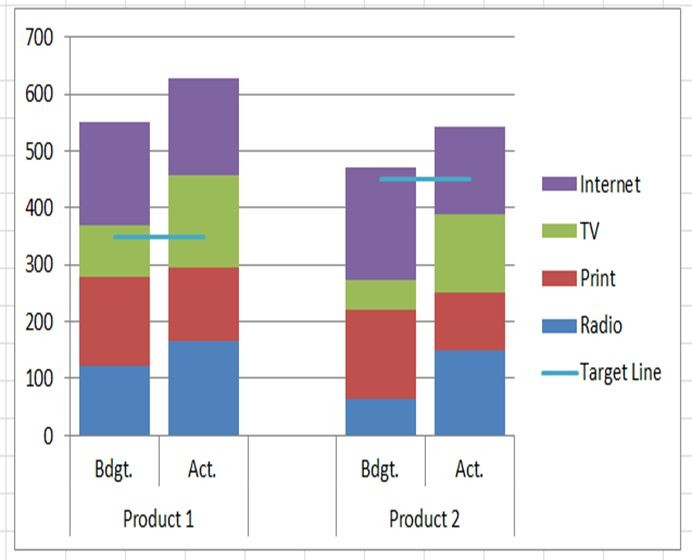 700
600
500
400
300
200
100
0
Bdgt. Act. Bdgt. Act.
Product 1 Product 2
Internet
TV
Print
Radio
Target Line